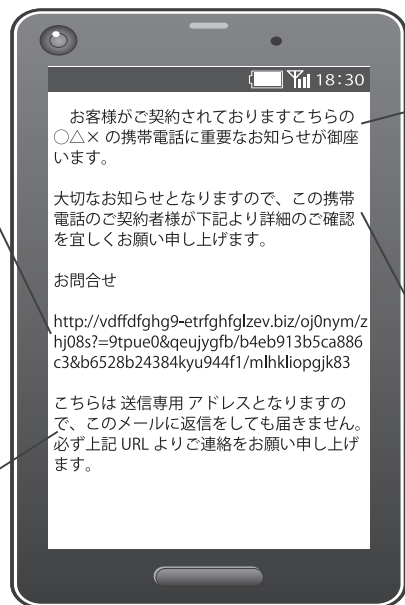 18:30
お客様がご契約されておりますこちらの
○△× の携帯電話に重要なお知らせが御座
います。
大切なお知らせとなりますので、この携帯
電話のご契約者様が下記より詳細のご確認
を宜しくお願い申し上げます。
お問合せ
http://vdffdfghg9-etrfghfglzev.biz/oj0nym/z
hj08s?=9tpue0&qeujygfb/b4eb913b5ca886
c3&b6528b24384kyu944f1/mlhkliopgjk83
こちらは 送信専用 アドレスとなりますの
で、このメールに返信をしても届きません。
必ず上記 URL よりご連絡をお願い申し上げ
ます。